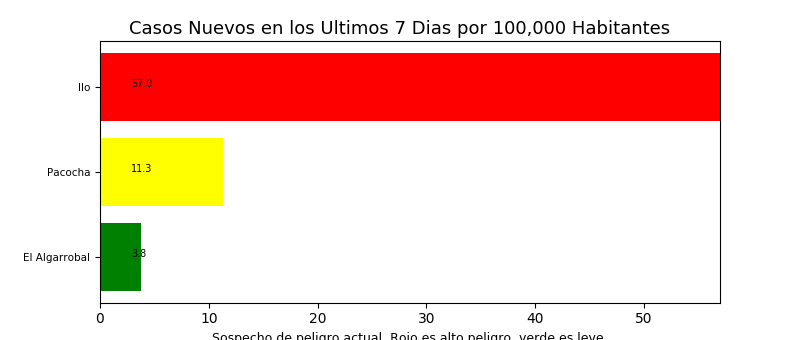 Casos Nuevos en los Ultimos 7 Dias por 100,000 Habitantes
Ilo
57.0
Pacocha
11.3
El Algarrobal
3.8
0 10 20 30 40 50
Sospecho de peligro actual. Rojo es alto peligro, verde es leve